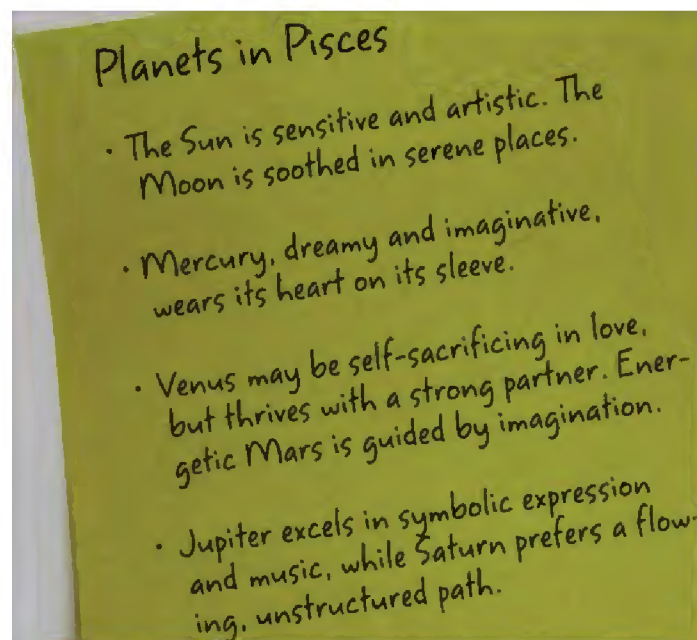 Planets in Pisces
· The Sun is sensitive and artistic. The
Moon is soothed in serene places.
· Mercury, dreamy and imaginative,
wears its heart on its sleeve.
· Venus may be self-sacrificing in love,
but thrives with a strong partner. Ener-
getic Mars is guided by imagination.
· Jupiter excels in symbolic expression
and music, while Saturn prefers a flow-
ing, unstructured path.